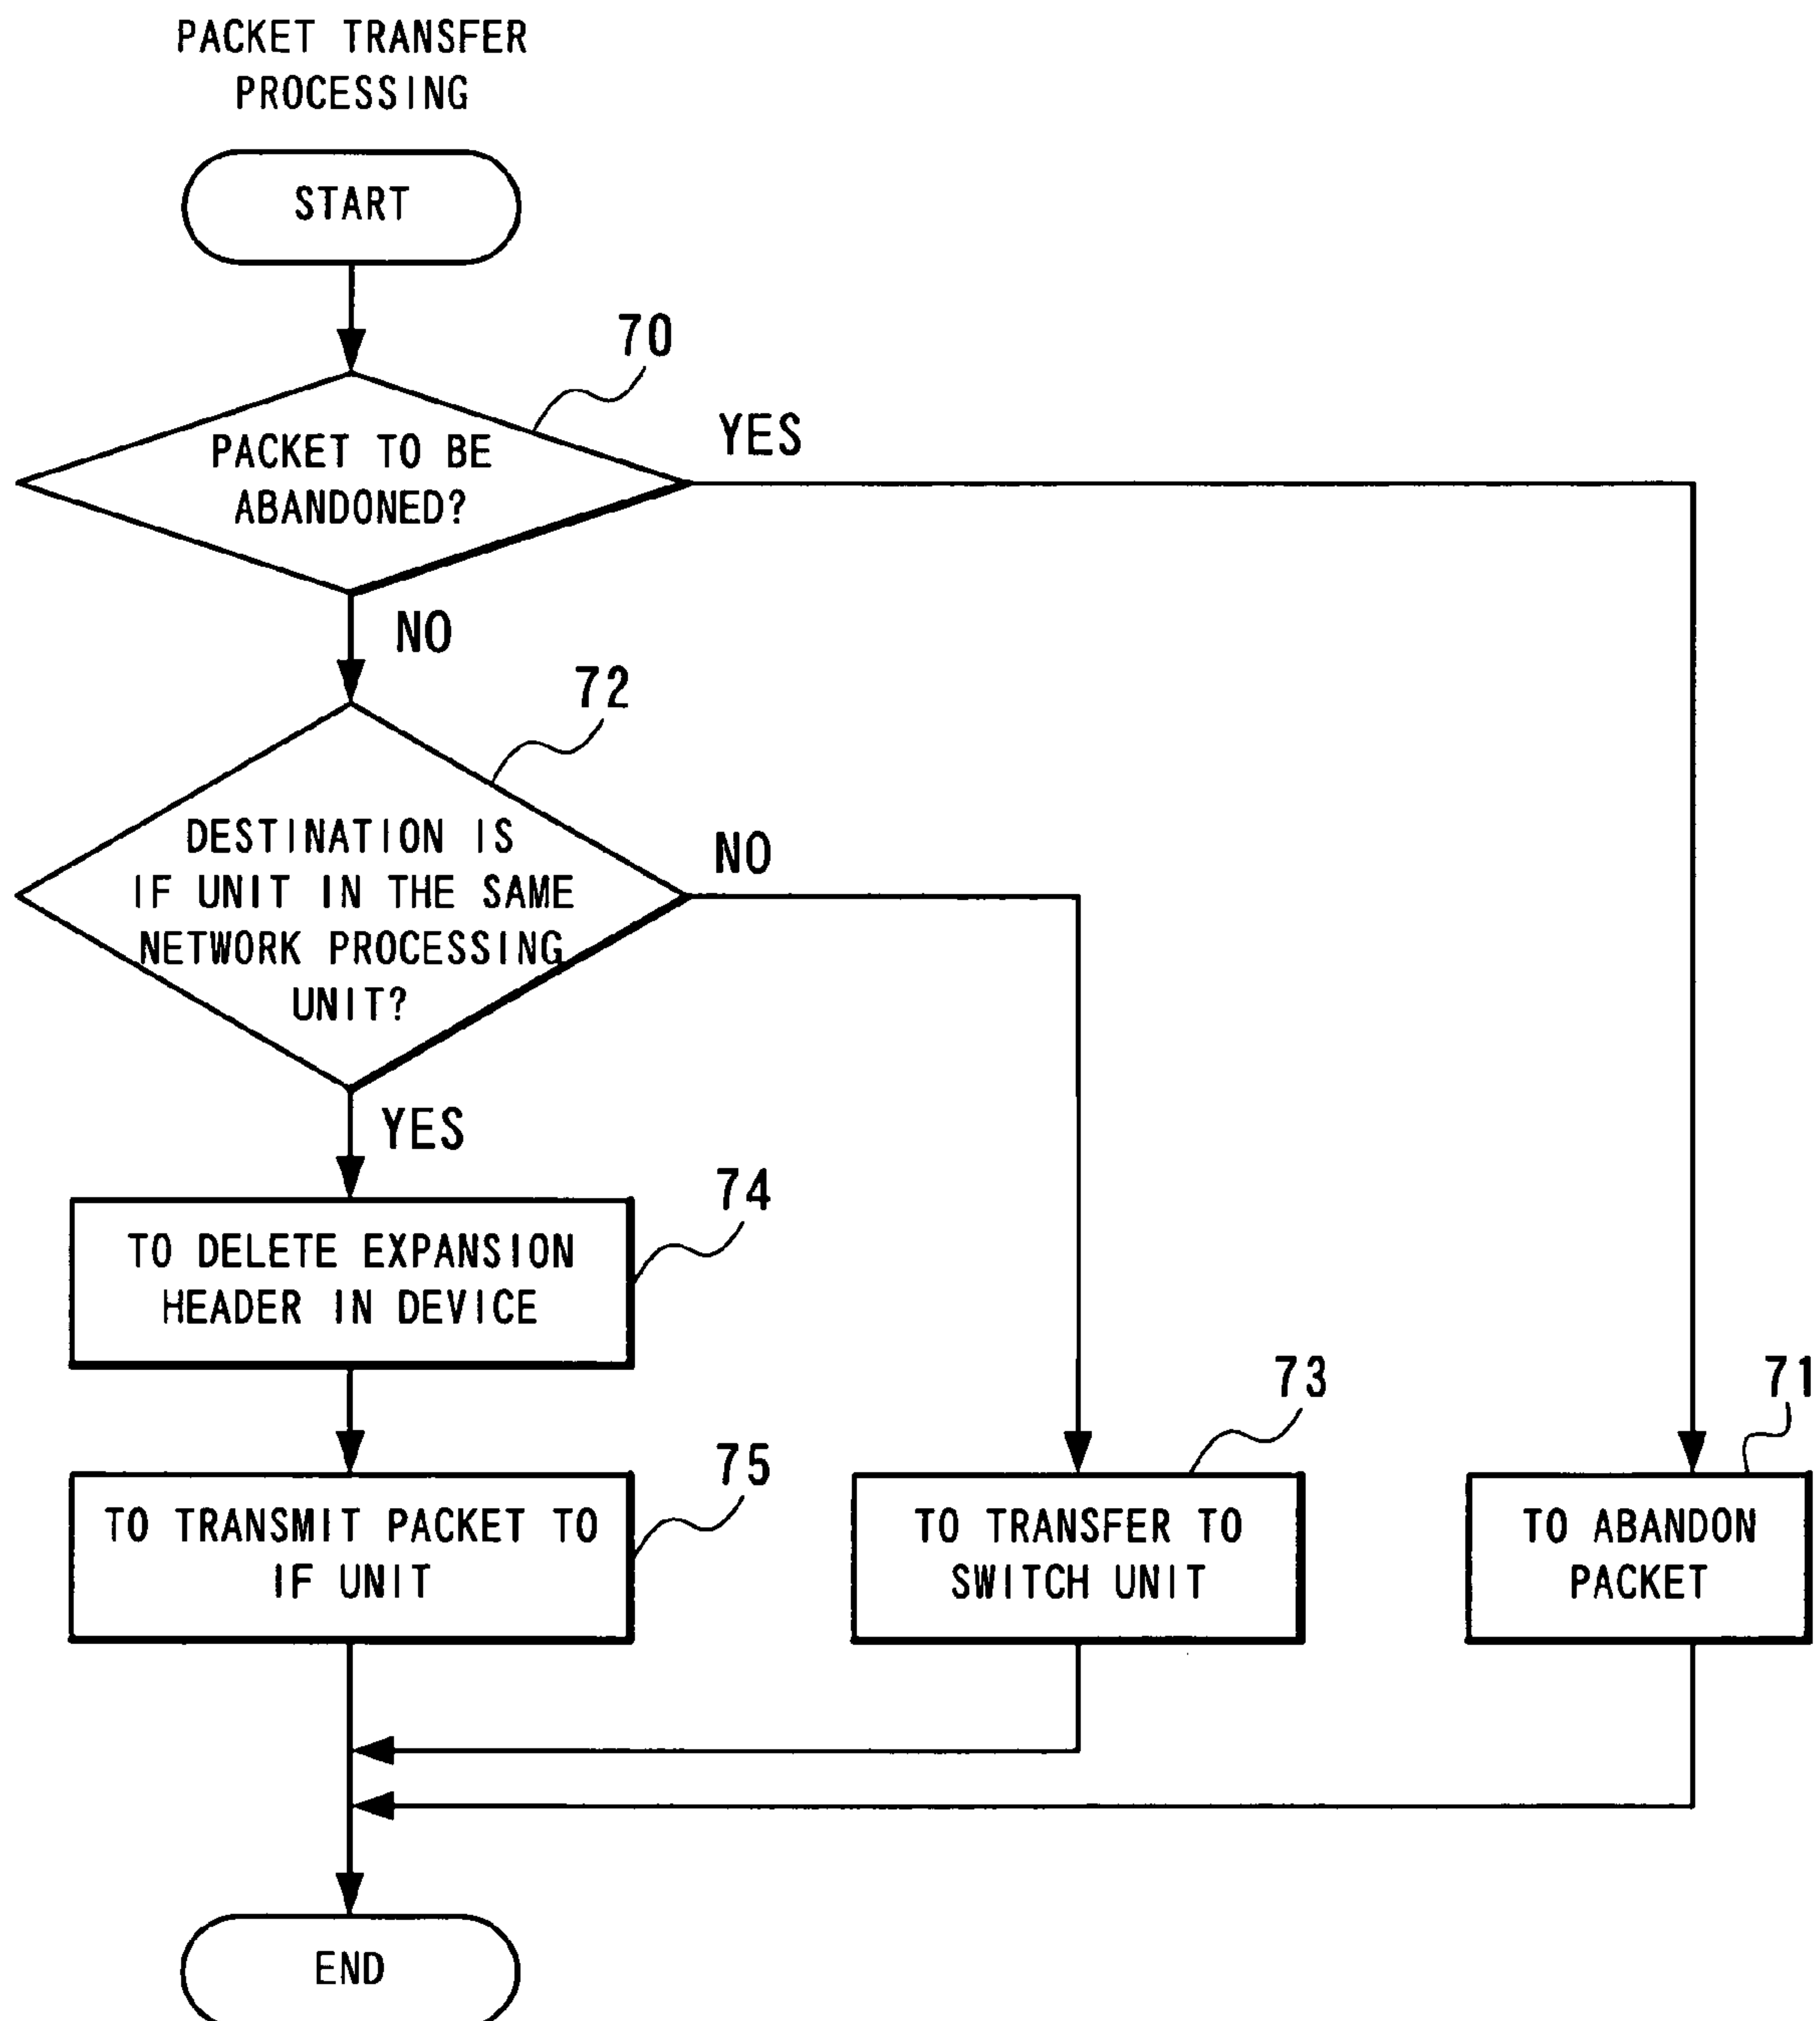 PACKET TRANSFER
PROCESSING
START
70
PACKET TO BE
ABANDONED?
YES
NO
72
DESTINATION IS
IF UNIT IN THE SAME
NETWORK PROCESSING
UNIT?
NO
YES
74
TO DELETE EXPANSION
HEADER IN DEVICE
75
TO TRANSMIT PACKET TO
IF UNIT
73
TO TRANSFER TO
SWITCH UNIT
71
TO ABANDON
PACKET
END